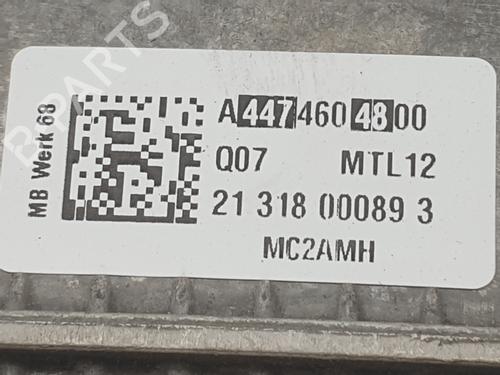 B-PARTS
MB Werk 68
A 447 460 48 00
Q07 MTL12
21 318 00089 3
MC2AMH